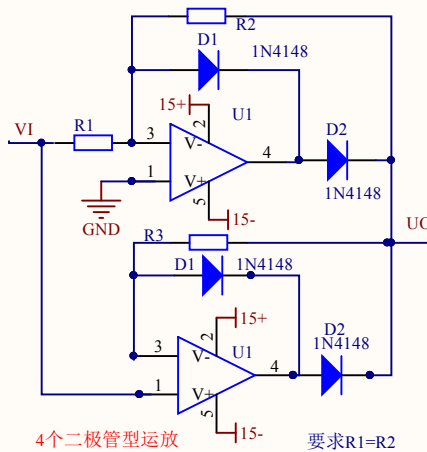 R2
D1 1N4148
15+ U1
VI R1 2 D2
3 V- 4
1 V+ 1N4148
5
15-
GND UO
R3
D1 1N4148
15+ D2
2 U1 1N4148
3 V- 4
1 V+
5
15-
4个二极管型运放 要求R1=R2